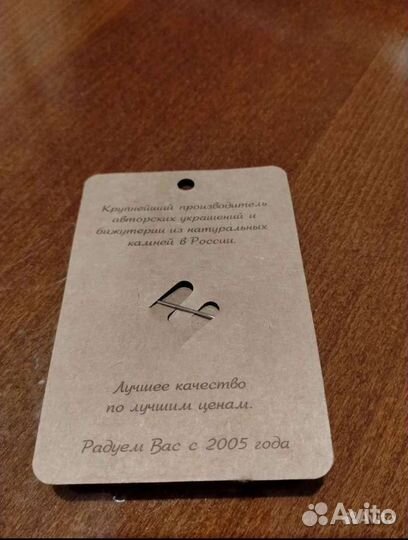 Крупнейший производитель
авторских украшений и
бижутерии из натуральных
камней в России.
Лучшее качество
по лучшим ценам.
Радуем Вас с 2005 года
Avito